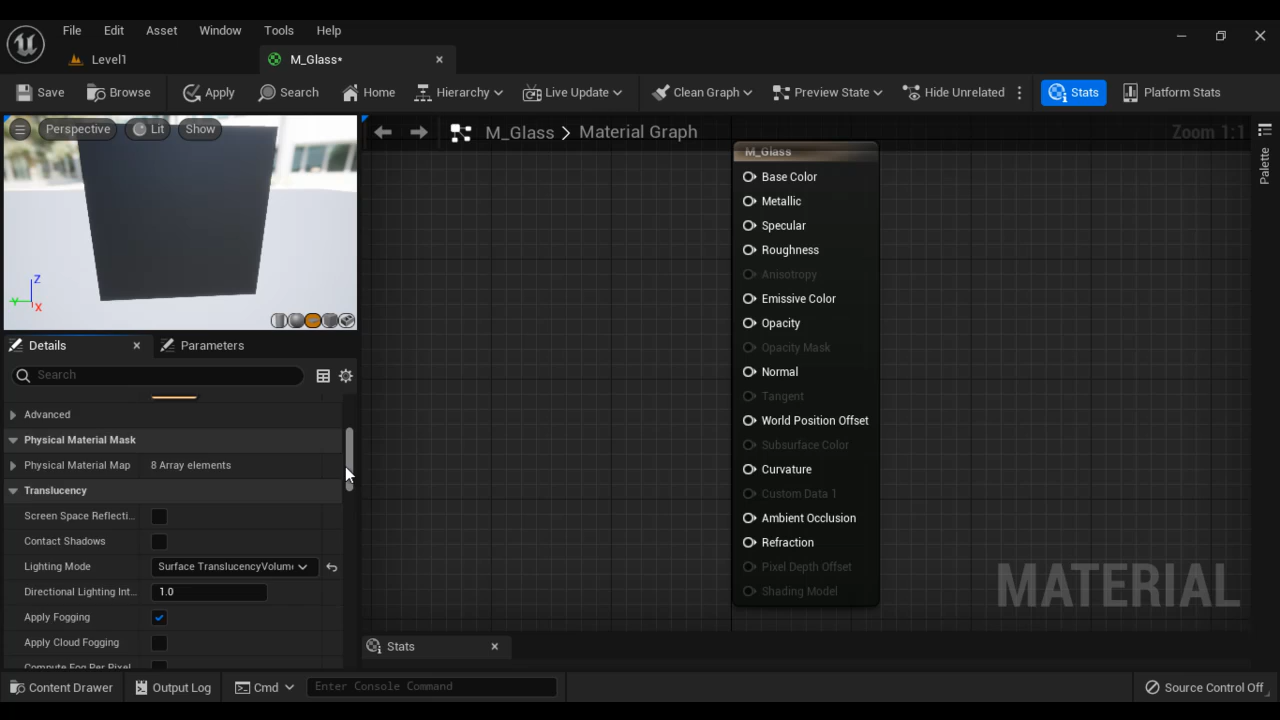 File Edit Asset Window Tools Help
Level1 M_Glass*
Save Browse Apply Search Home Hierarchy Live Update Clean Graph Preview State Hide Unrelated Stats Platform Stats
Perspective Lit Show
M_Glass > Material Graph
Zoom 1:1
Palette
Z
Y
X
M_Glass
Base Color
Metallic
Specular
Roughness
Anisotropy
Emissive Color
Opacity
Opacity Mask
Normal
Tangent
World Position Offset
Subsurface Color
Curvature
Custom Data 1
Ambient Occlusion
Refraction
Pixel Depth Offset
Shading Model
MATERIAL
Details Parameters
Search
Advanced
Physical Material Mask
Physical Material Map 8 Array elements
Translucency
Screen Space Reflecti...
Contact Shadows
Lighting Mode Surface TranslucencyVolum
Directional Lighting Int... 1.0
Apply Fogging
Apply Cloud Fogging
Compute Fog Per Pixel
Stats
Content Drawer Output Log Cmd Enter Console Command Source Control Off